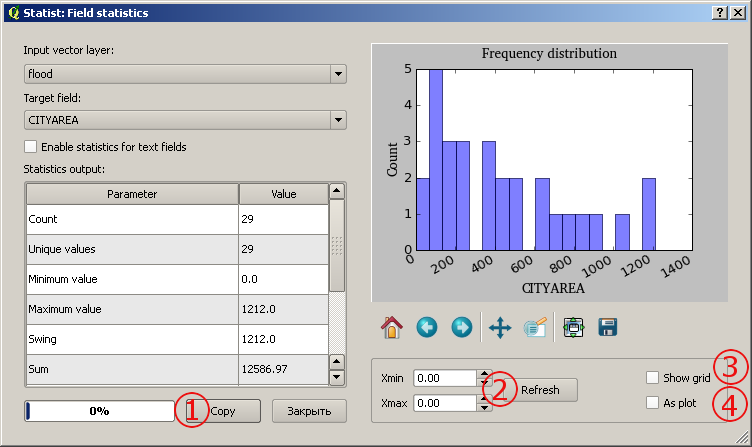 Statist: Field statistics
Input vector layer:
flood
Target field:
CITYAREA
Enable statistics for text fields
Statistics output:
Parameter Value
Count 29
Unique values 29
Minimum value 0.0
Maximum value 1212.0
Swing 1212.0
Sum 12586.97
0%
1 Copy
Закрыть
Frequency distribution
Count
5
4
3
2
1
0
0 200 400 600 800 1000 1200 1400
CITYAREA
Xmin 0.00
Xmax 0.00
2 Refresh
Show grid 3
As plot 4